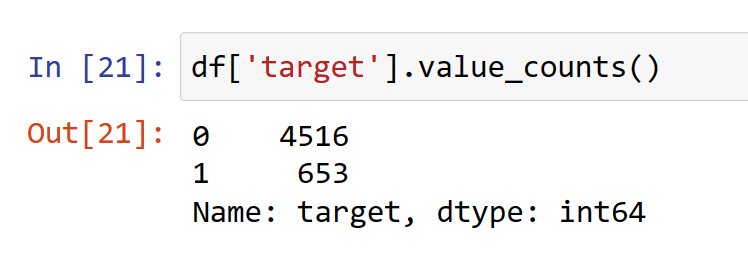 In [21]: df['target'].value_counts()
Out[21]: 0    4516
1     653
Name: target, dtype: int64